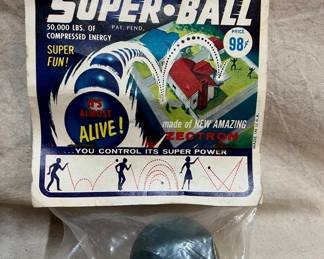 SUPER•BALL
PAT. PEND.
50,000 LBS. OF
COMPRESSED ENERGY
PRICE
98¢
SUPER
FUN!
IT'S
ALMOST
ALIVE!
made of NEW AMAZING
ZECTRON
...YOU CONTROL ITS SUPER POWER